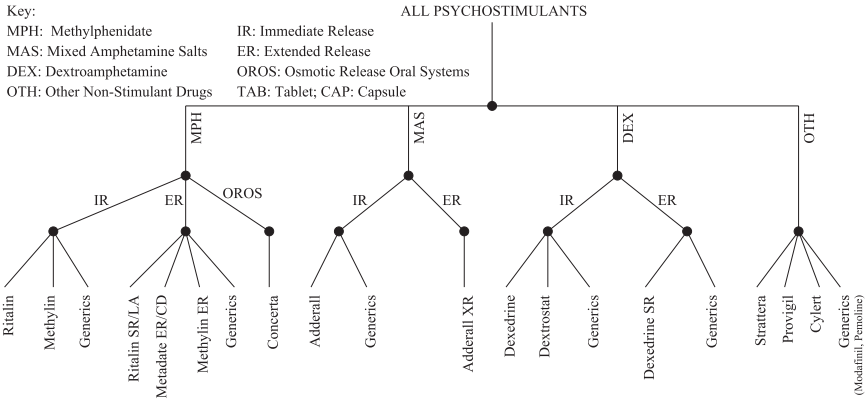 Key:
ALL PSYCHOSTIMULANTS
MPH: Methylphenidate
IR: Immediate Release
MAS: Mixed Amphetamine Salts
ER: Extended Release
DEX: Dextroamphetamine
OROS: Osmotic Release Oral Systems
OTH: Other Non-Stimulant Drugs
TAB: Tablet; CAP: Capsule
MPH
MAS
DEX
OTH
IR
ER
OROS
IR
ER
IR
ER
Ritalin
Methylin
Generics
Ritalin SR/LA
Metadate ER/CD
Methylin ER
Generics
Concerta
Adderall
Generics
Adderall XR
Dexedrine
Dextrostat
Generics
Dexedrine SR
Generics
Strattera
Provigil
Cylert
Generics
(Modafinil, Pemoline)